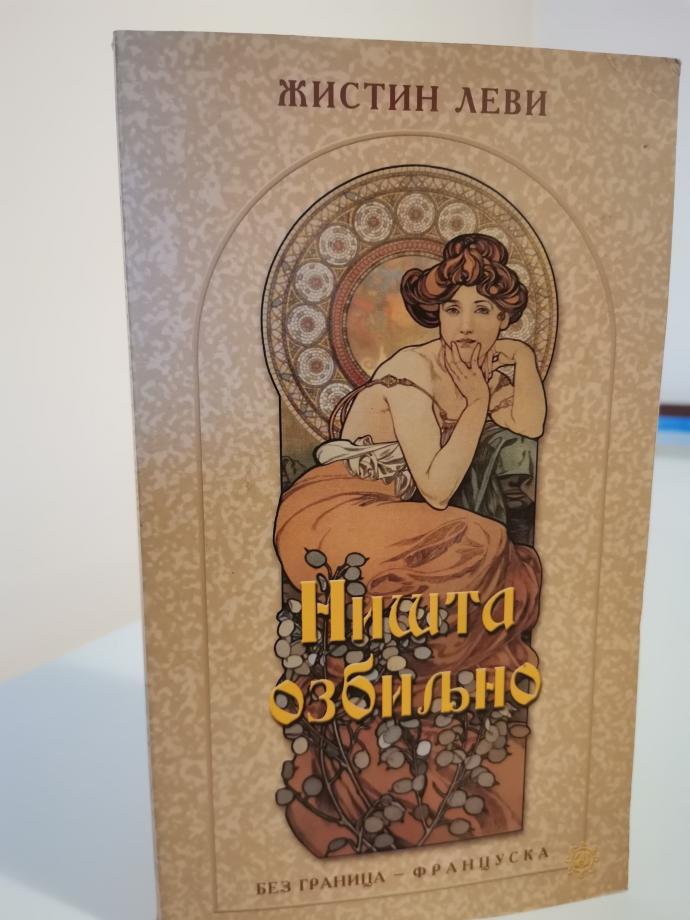 ЖИСТИН ЛЕВИ
Ништа
озбиљно
БЕЗ ГРАНИЦА – ФРАНЦУСКА